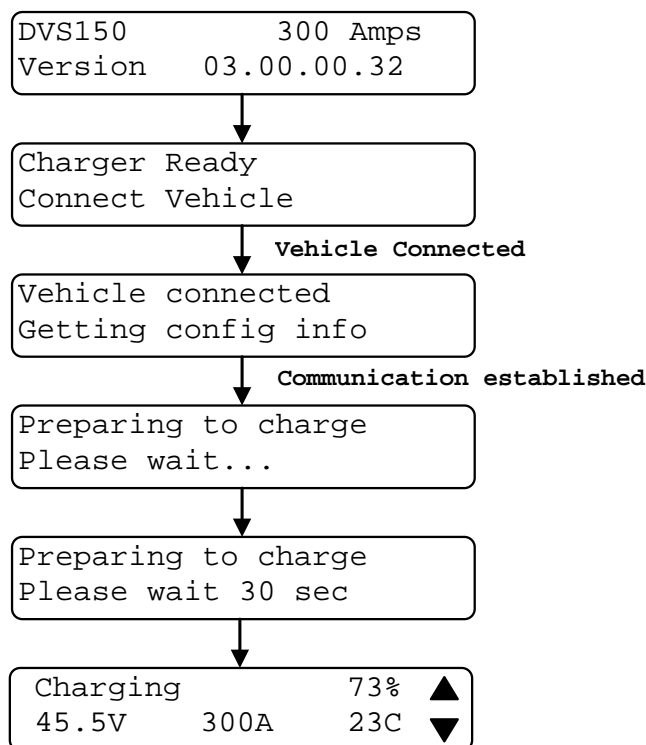 DVS150 300 Amps
Version 03.00.00.32
Charger Ready
Connect Vehicle
Vehicle Connected
Vehicle connected
Getting config info
Communication established
Preparing to charge
Please wait...
Preparing to charge
Please wait 30 sec
Charging 73%
45.5V 300A 23C